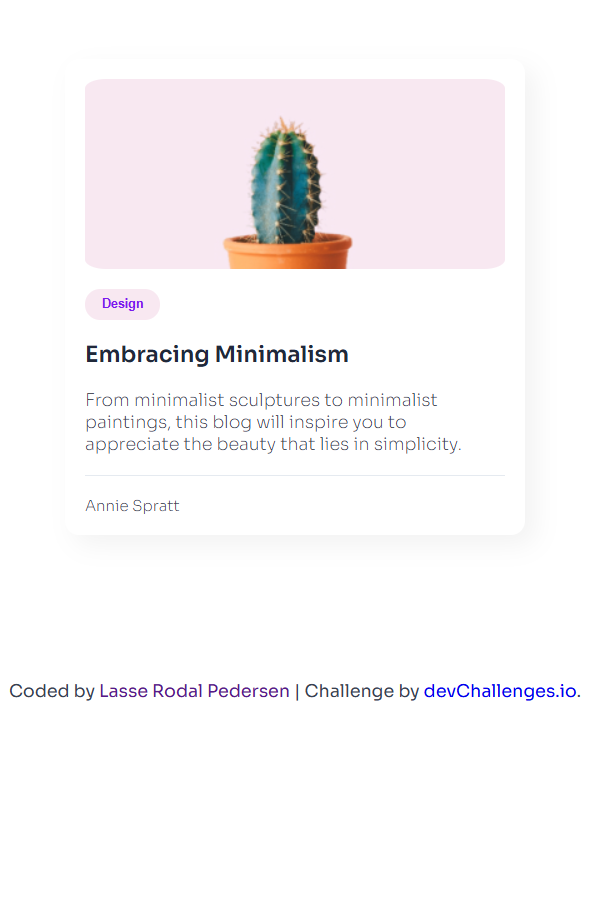 Design
Embracing Minimalism
From minimalist sculptures to minimalist
paintings, this blog will inspire you to
appreciate the beauty that lies in simplicity.
Annie Spratt
Coded by Lasse Rodal Pedersen | Challenge by devChallenges.io.